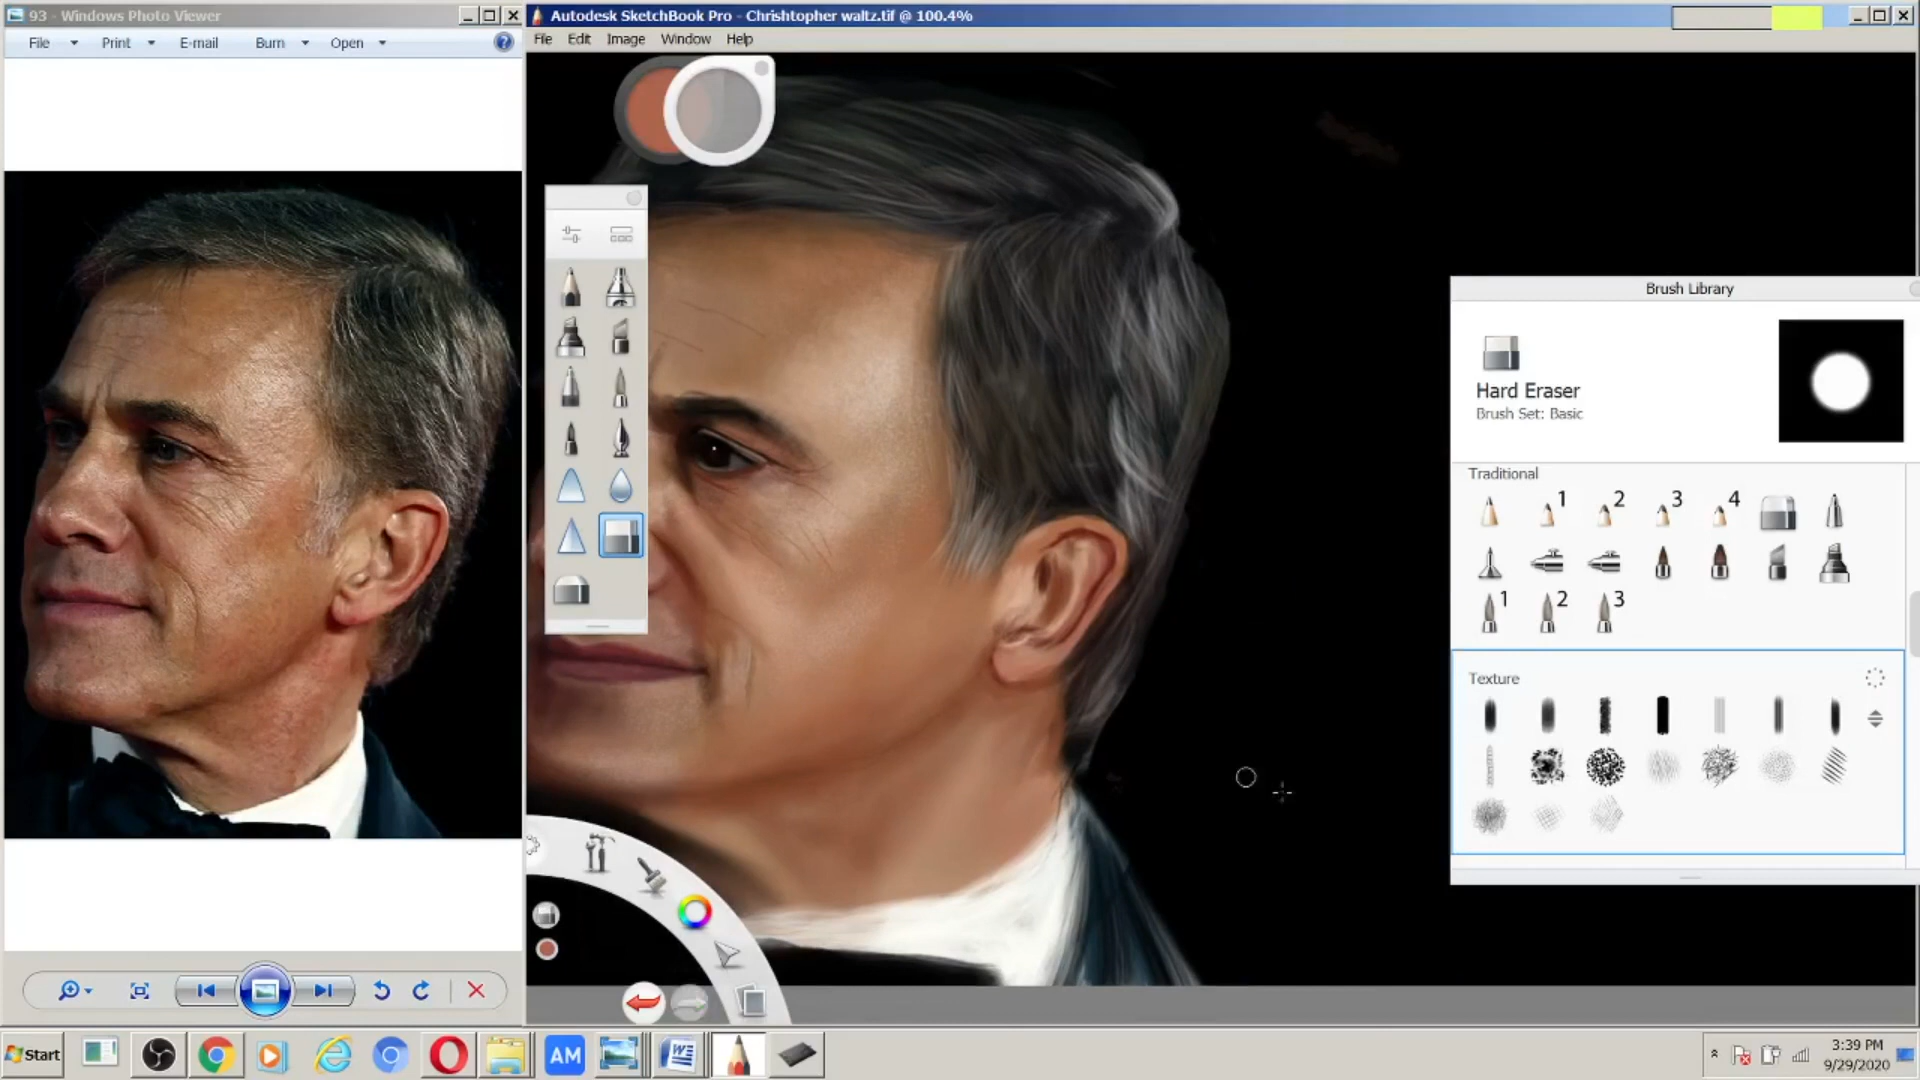 93 - Windows Photo Viewer
File
Print
E-mail
Burn
Open
Autodesk SketchBook Pro - Chrishtopher waltz.tif @ 100.4%
File Edit Image Window Help
Brush Library
Hard Eraser
Brush Set: Basic
Traditional
1 2 3 4
1 2 3
Texture
Start
AM
W
3:39 PM
9/29/2020